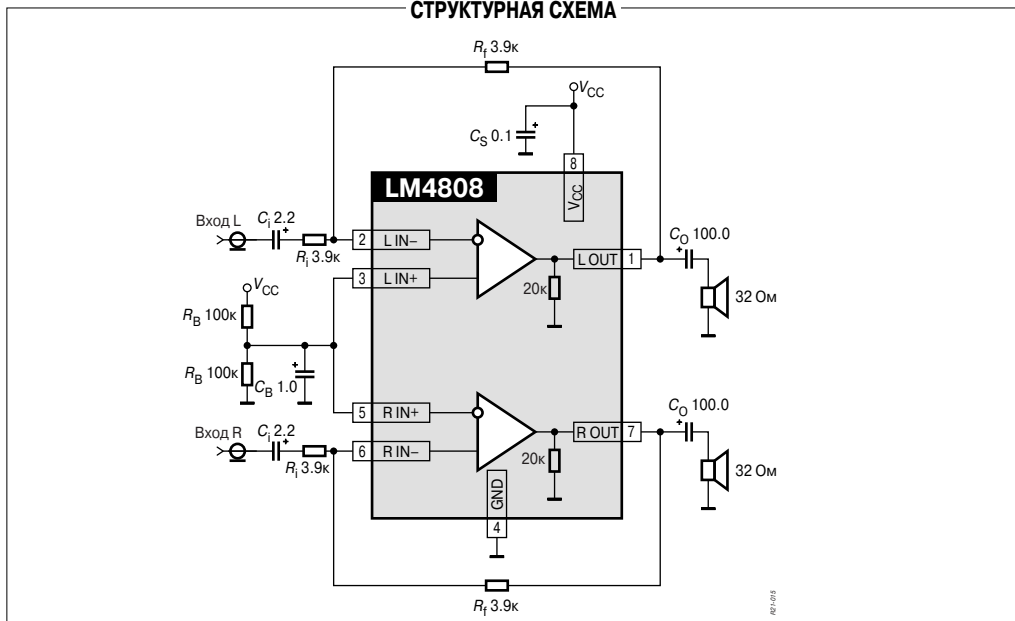 СТРУКТУРНАЯ СХЕМА
Rf 3.9к
VCC
CS 0.1
8
VCC
LM4808
Вход L
Ci 2.2
Ri 3.9к
2
L IN–
3
L IN+
L OUT
1
CO 100.0
20к
32 Ом
VCC
RB 100к
RB 100к
CB 1.0
5
R IN+
Вход R
Ci 2.2
Ri 3.9к
6
R IN–
R OUT
7
CO 100.0
20к
32 Ом
GND
4
Rf 3.9к
R21-015